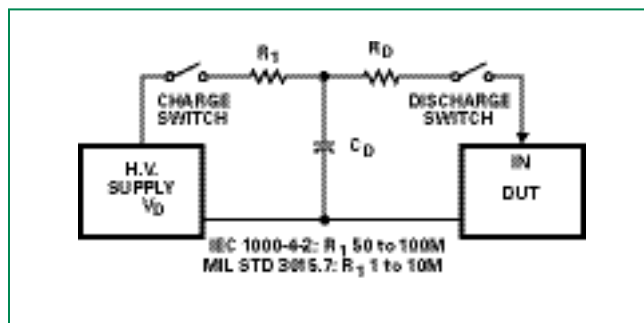 R1
RD
CHARGE
SWITCH
DISCHARGE
SWITCH
CD
H.V.
SUPPLY
VD
IN
DUT
IEC 1000-4-2: R1 50 to 100M
MIL STD 3015.7: R1 1 to 10M